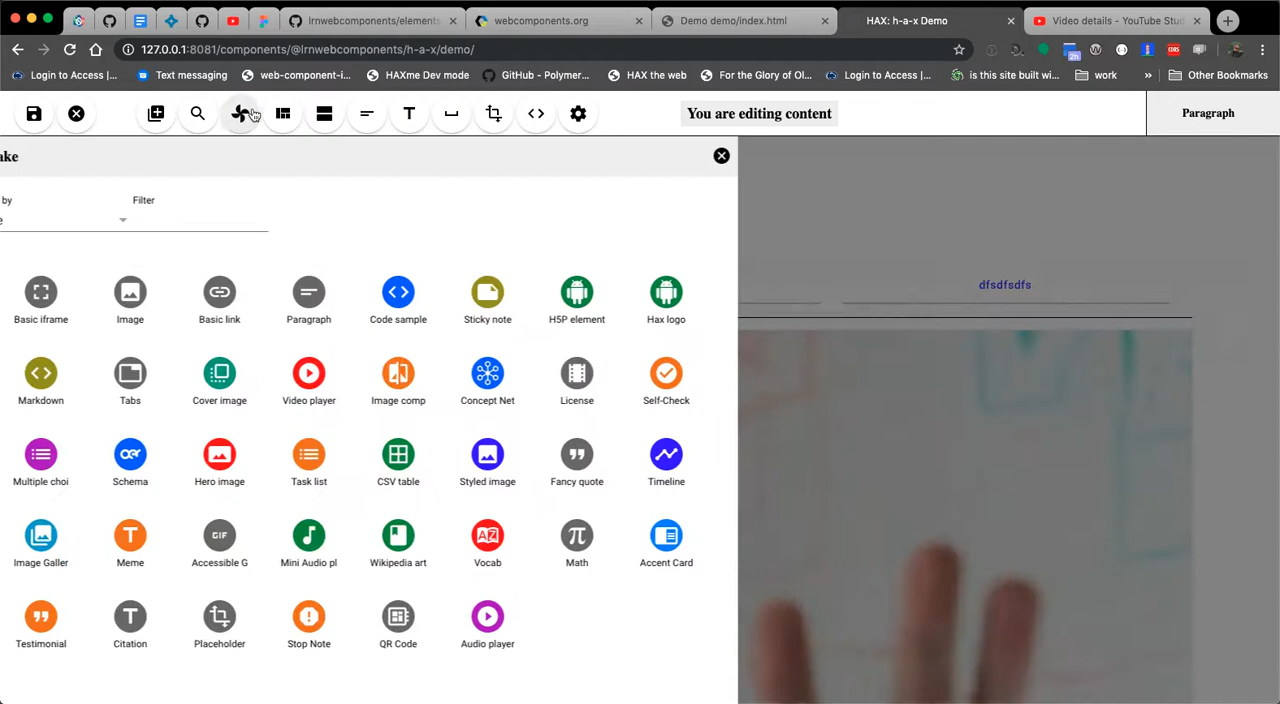 lrnwebcomponents/elements
webcomponents.org
Demo demo/index.html
HAX: h-a-x Demo
Video details - YouTube Stud
127.0.0.1:8081/components/@lrnwebcomponents/h-a-x/demo/
2h
Login to Access |...
Text messaging
web-component-i...
HAXme Dev mode
GitHub - Polymer...
HAX the web
For the Glory of Ol...
Login to Access |...
is this site built wi...
work
»
Other Bookmarks
You are editing content
Paragraph
ake
by
Filter
e
dfsdfsdfs
Basic iframe
Image
Basic link
Paragraph
Code sample
Sticky note
H5P element
Hax logo
Markdown
Tabs
Cover image
Video player
Image comp
Concept Net
License
Self-Check
Multiple choi
Schema
Hero image
Task list
CSV table
Styled image
Fancy quote
Timeline
Image Galler
Meme
GIF
Accessible G
Mini Audio pl
Wikipedia art
Vocab
Math
Accent Card
Testimonial
Citation
Placeholder
Stop Note
QR Code
Audio player